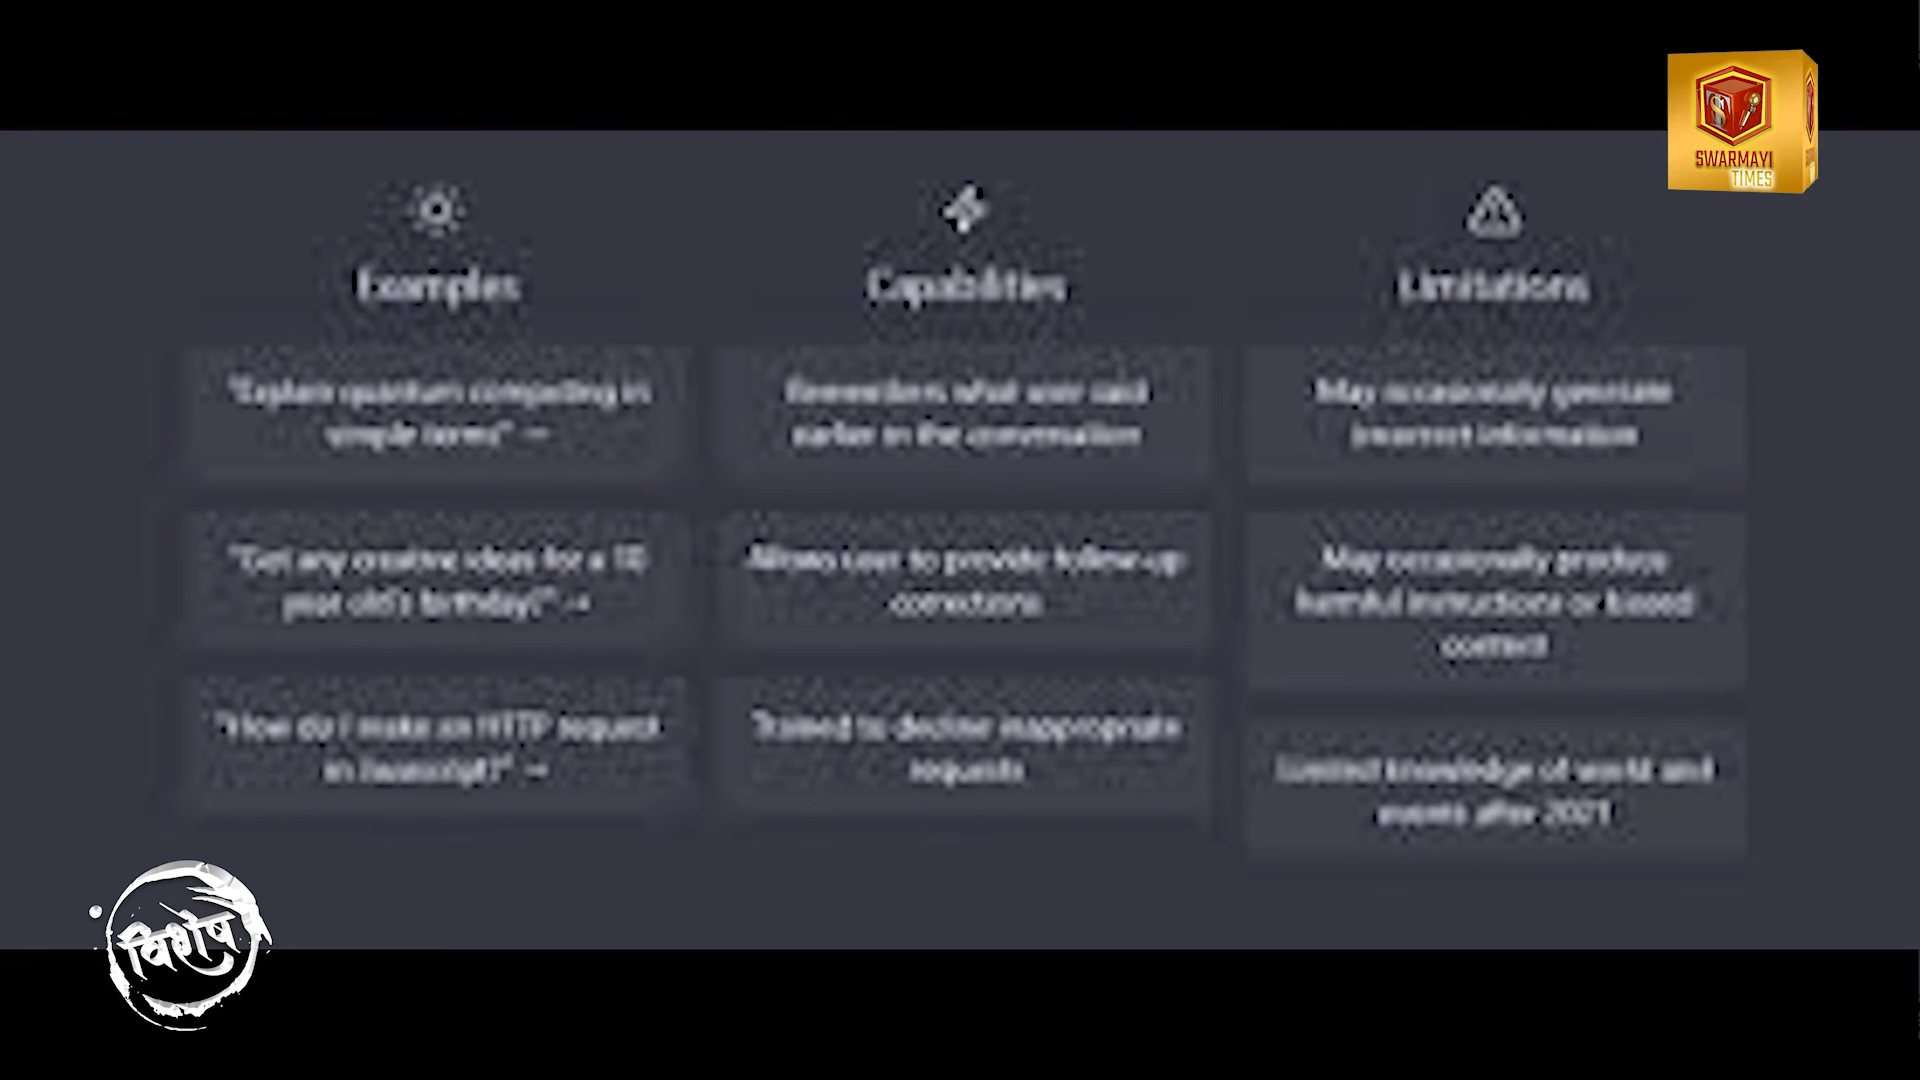 SWARMAYI
TIMES
Examples
Capabilities
Limitations
"Explain quantum computing in
simple terms" →
Remembers what user said
earlier in the conversation
May occasionally generate
incorrect information
"Got any creative ideas for a 10
year old's birthday?" →
Allows user to provide follow-up
corrections
May occasionally produce
harmful instructions or biased
content
"How do I make an HTTP request
in Javascript?" →
Trained to decline inappropriate
requests
Limited knowledge of world and
events after 2021
विशेष